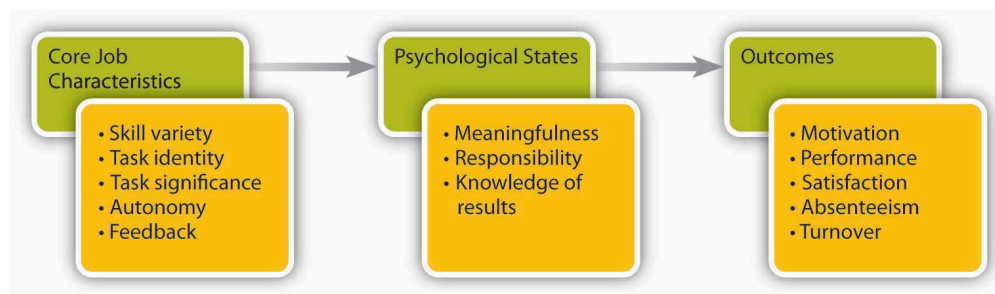 Core Job
Characteristics
• Skill variety
• Task identity
• Task significance
• Autonomy
• Feedback
Psychological States
• Meaningfulness
• Responsibility
• Knowledge of
results
Outcomes
• Motivation
• Performance
• Satisfaction
• Absenteeism
• Turnover